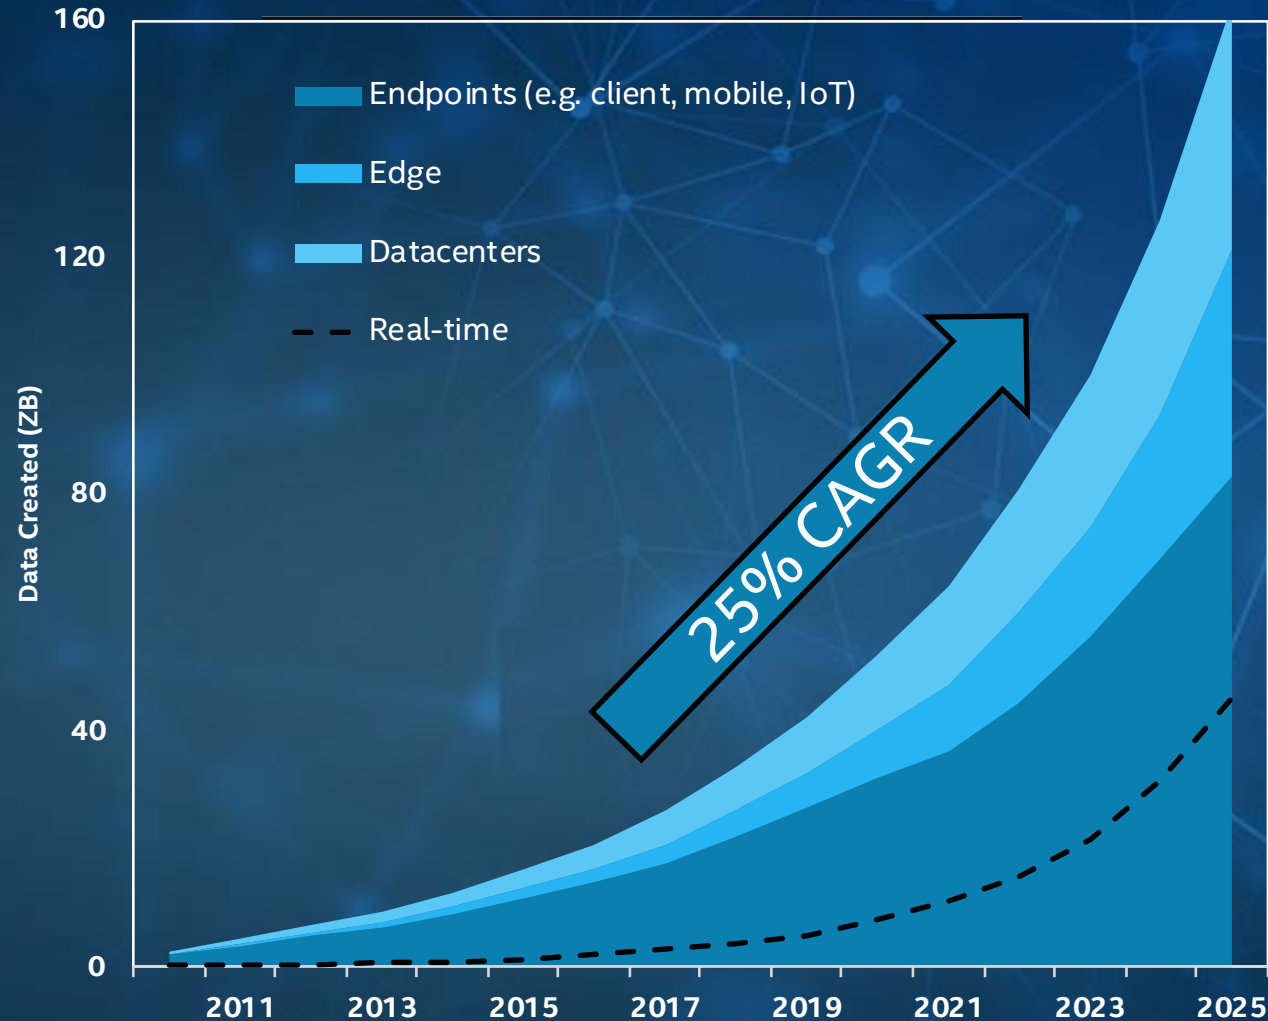 160
120
80
40
0
Data Created (ZB)
Endpoints (e.g. client, mobile, IoT)
Edge
Datacenters
Real-time
25% CAGR
2011 2013 2015 2017 2019 2021 2023 2025